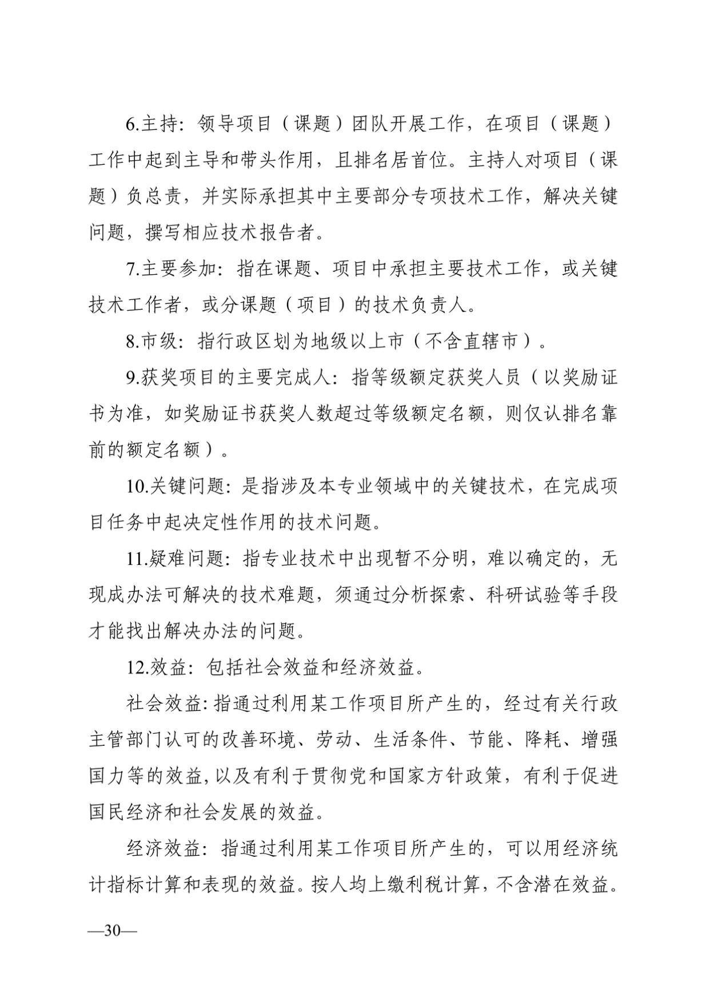 6.主持：领导项目（课题）团队开展工作，在项目（课题）
工作中起到主导和带头作用，且排名居首位。主持人对项目（课
题）负总责，并实际承担其中主要部分专项技术工作，解决关键
问题，撰写相应技术报告者。
7.主要参加：指在课题、项目中承担主要技术工作，或关键
技术工作者，或分课题（项目）的技术负责人。
8.市级：指行政区划为地级以上市（不含直辖市）。
9.获奖项目的主要完成人：指等级额定获奖人员（以奖励证
书为准，如奖励证书获奖人数超过等级额定名额，则仅认排名靠
前的额定名额）。
10.关键问题：是指涉及本专业领域中的关键技术，在完成项
目任务中起决定性作用的技术问题。
11.疑难问题：指专业技术中出现暂不分明，难以确定的，无
现成办法可解决的技术难题，须通过分析探索、科研试验等手段
才能找出解决办法的问题。
12.效益：包括社会效益和经济效益。
社会效益：指通过利用某工作项目所产生的，经过有关行政
主管部门认可的改善环境、劳动、生活条件、节能、降耗、增强
国力等的效益,以及有利于贯彻党和国家方针政策，有利于促进
国民经济和社会发展的效益。
经济效益：指通过利用某工作项目所产生的，可以用经济统
计指标计算和表现的效益。按人均上缴利税计算，不含潜在效益。
—30—